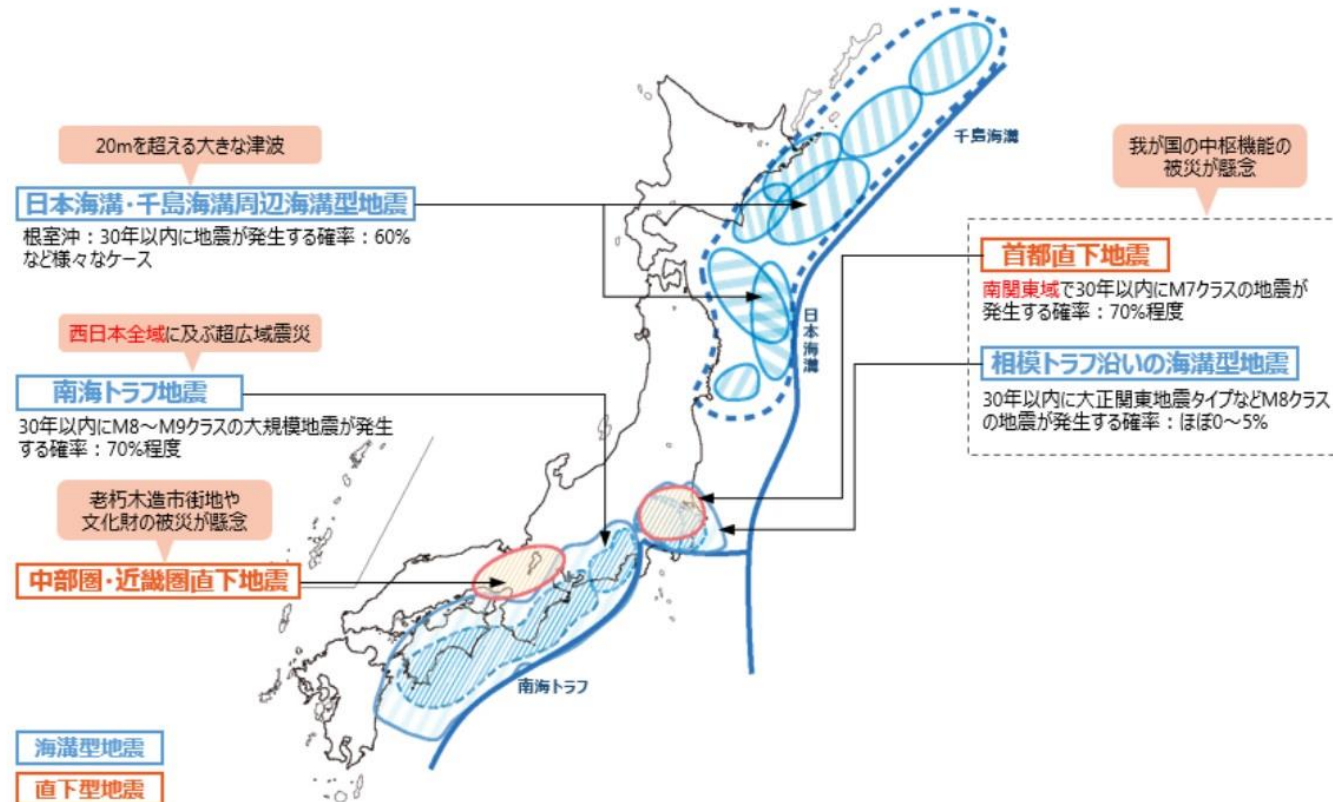 20mを超える大きな津波
日本海溝・千島海溝周辺海溝型地震
根室沖：30年以内に地震が発生する確率：60%
など様々なケース
西日本全域に及ぶ超広域震災
南海トラフ地震
30年以内にM8～M9クラスの大規模地震が発生
する確率：70%程度
老朽木造市街地や
文化財の被災が懸念
中部圏・近畿圏直下地震
海溝型地震
直下型地震
千島海溝
日本海溝
南海トラフ
我が国の中枢機能の
被災が懸念
首都直下地震
南関東域で30年以内にM7クラスの地震が
発生する確率：70%程度
相模トラフ沿いの海溝型地震
30年以内に大正関東地震タイプなどM8クラス
の地震が発生する確率：ほぼ0～5%